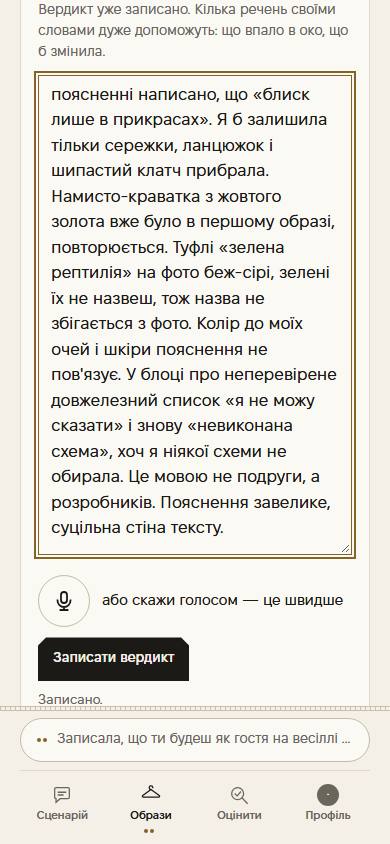 Вердикт уже записано. Кілька речень своїми
словами дуже допоможуть: що впало в око, що
б змінила.
поясненні написано, що «блиск
лише в прикрасах». Я б залишила
тільки сережки, ланцюжок і
шипастий клатч прибрала.
Намисто-краватка з жовтого
золота вже було в першому образі,
повторюється. Туфлі «зелена
рептилія» на фото беж-сірі, зелені
їх не назвеш, тож назва не
збігається з фото. Колір до моїх
очей і шкіри пояснення не
пов'язує. У блоці про неперевірене
довжелезний список «я не можу
сказати» і знову «невиконана
схема», хоч я ніякої схеми не
обирала. Це мовою не подруги, а
розробників. Пояснення завелике,
суцільна стіна тексту.
або скажи голосом — це швидше
Записати вердикт
Записано.
Записала, що ти будеш як гостя на весіллі ...
Сценарій
Образи
Оцінити
Профіль